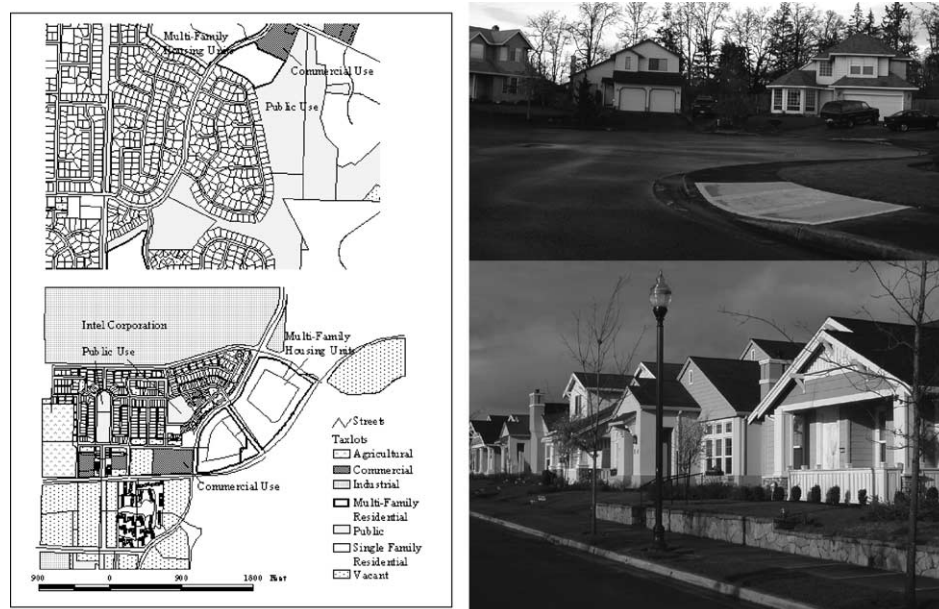 Multi-Family
Housing Units
Commercial Use
Public Use
Intel Corporation
Public Use
Multi-Family
Housing Units
Commercial Use
Streets
Taxlots
Agricultural
Commercial
Industrial
Multi-Family
Residential
Public
Single Family
Residential
Vacant
900 0 900 1800 Feet